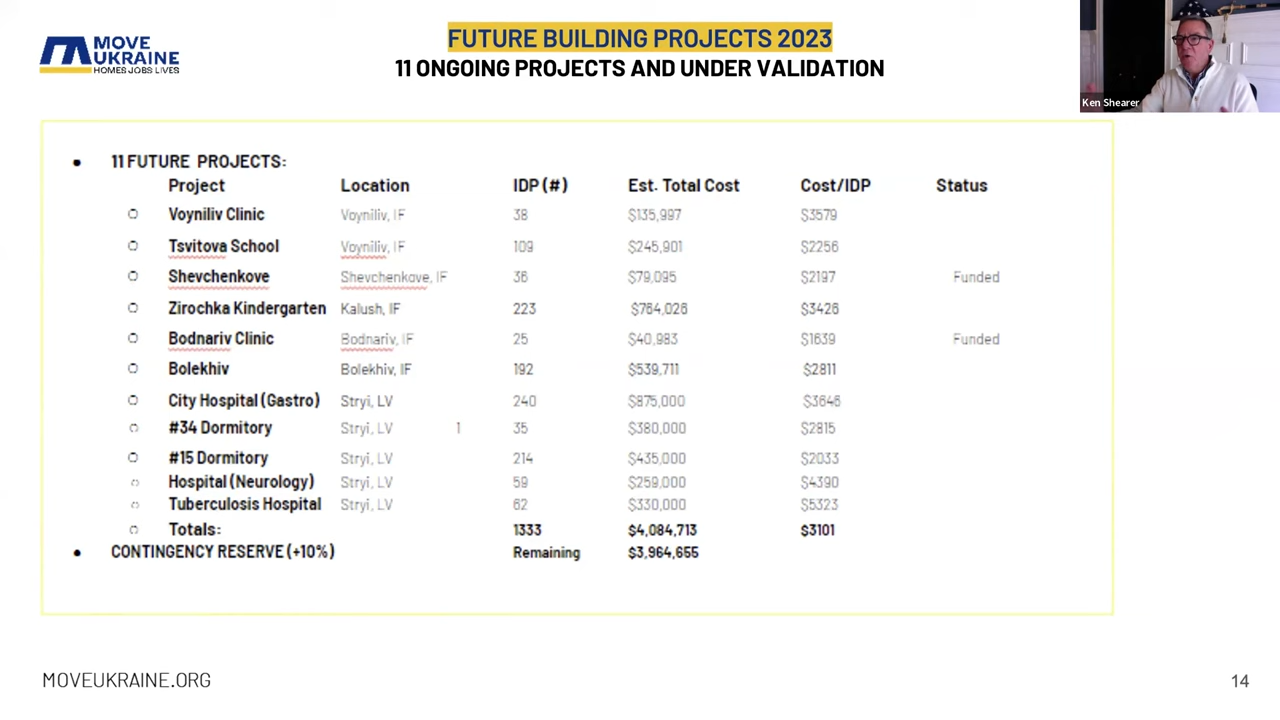 MOVE
UKRAINE
HOMES JOBS LIVES
FUTURE BUILDING PROJECTS 2023
11 ONGOING PROJECTS AND UNDER VALIDATION
Ken Shearer
11 FUTURE PROJECTS:
Project Location IDP (#) Est. Total Cost Cost/IDP Status
Voyniliv Clinic Voyniliv, IF 38 $135,997 $3579
Tsvitova School Voyniliv, IF 109 $245,901 $2256
Shevchenkove Shevchenkove, IF 36 $79,095 $2197 Funded
Zirochka Kindergarten Kalush, IF 223 $764,026 $3426
Bodnariv Clinic Bodnariv, IF 25 $40,983 $1639 Funded
Bolekhiv Bolekhiv, IF 192 $539,711 $2811
City Hospital (Gastro) Stryi, LV 240 $875,000 $3646
#34 Dormitory Stryi, LV 1 35 $380,000 $2815
#15 Dormitory Stryi, LV 214 $435,000 $2033
Hospital (Neurology) Stryi, LV 59 $259,000 $4390
Tuberculosis Hospital Stryi, LV 62 $330,000 $5323
Totals: 1333 $4,084,713 $3101
CONTINGENCY RESERVE (+10%) Remaining $3,964,655
MOVEUKRAINE.ORG
14